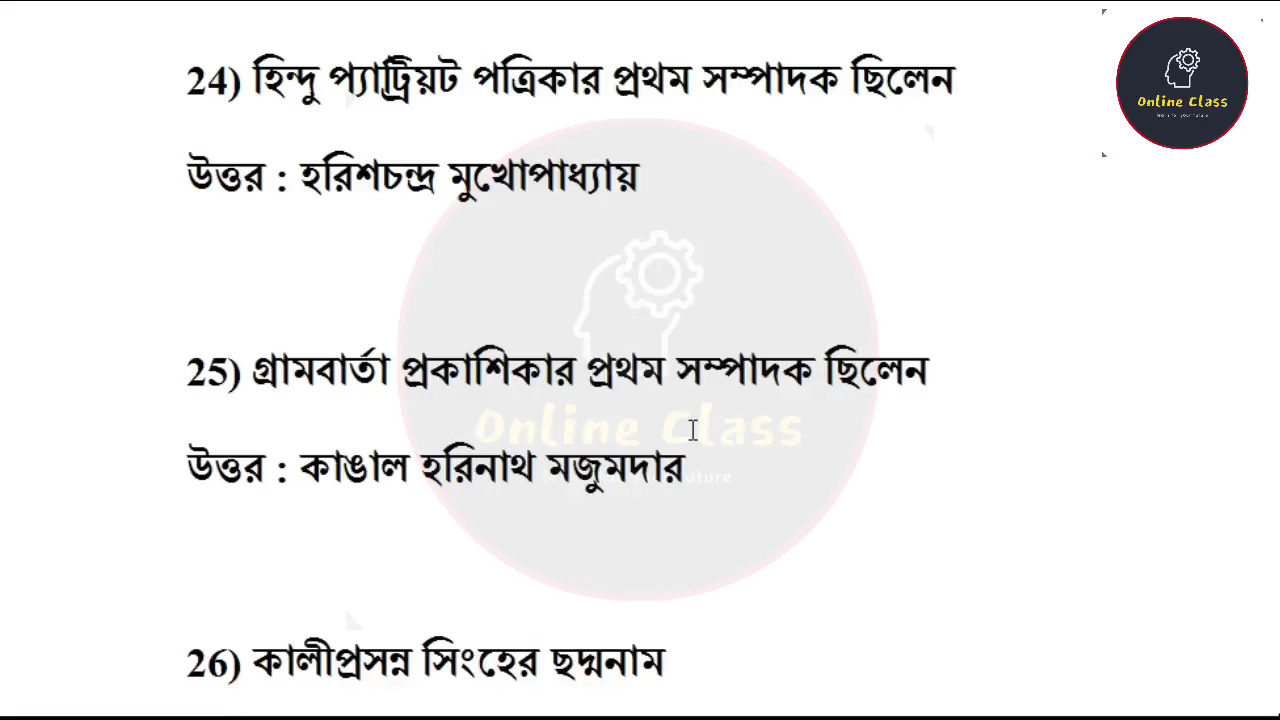 Online Class
24) হিন্দু প্যাট্রিয়ট পত্রিকার প্রথম সম্পাদক ছিলেন
উত্তর : হরিশচন্দ্র মুখোপাধ্যায়
25) গ্রামবার্তা প্রকাশিকার প্রথম সম্পাদক ছিলেন
Online Class
উত্তর : কাঙাল হরিনাথ মজুমদার
26) কালীপ্রসন্ন সিংহের ছদ্মনাম